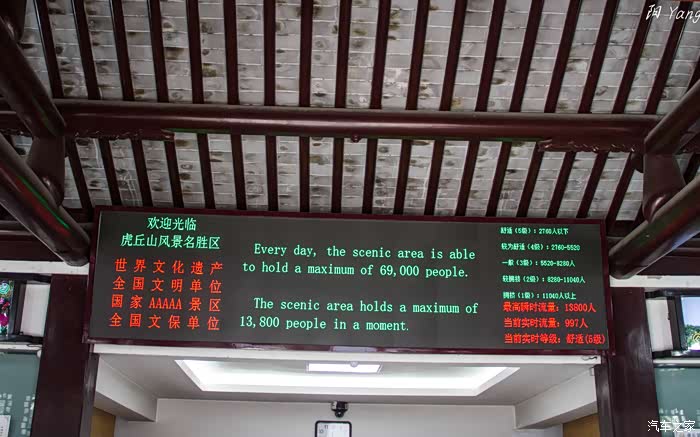 阳 Yang
欢迎光临
虎丘山风景名胜区
世界文化遗产
全国文明单位
国家 AAAAA 景区
全国文保单位
Every day, the scenic area is able
to hold a maximum of 69,000 people.
The scenic area holds a maximum of
13,800 people in a moment.
舒适(5级):2760人以下
较为舒适(4级):2760-5520
一般(3级):5520-8280人
较拥挤(2级):8280-11040人
拥挤(1级):11040人以上
最高瞬时流量:13800人
当前实时流量:997人
当前实时等级:舒适(5级)
汽车之家